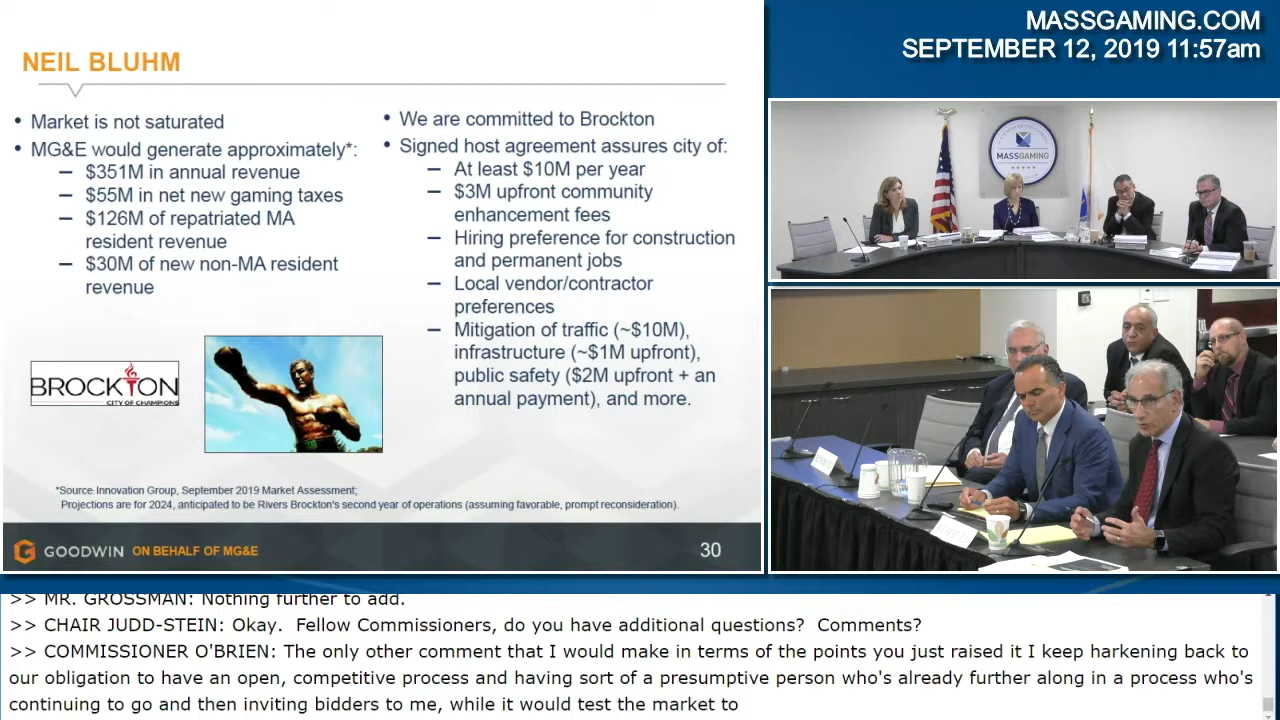 MASSGAMING.COM
SEPTEMBER 12, 2019 11:57am
NEIL BLUHM
• Market is not saturated
• MG&E would generate approximately*:
– $351M in annual revenue
– $55M in net new gaming taxes
– $126M of repatriated MA
resident revenue
– $30M of new non-MA resident
revenue
• We are committed to Brockton
• Signed host agreement assures city of:
– At least $10M per year
– $3M upfront community
enhancement fees
– Hiring preference for construction
and permanent jobs
– Local vendor/contractor
preferences
– Mitigation of traffic (~$10M),
infrastructure (~$1M upfront),
public safety ($2M upfront + an
annual payment), and more.
BROCKTON
CITY OF CHAMPIONS
*Source: Innovation Group, September 2019 Market Assessment;
Projections are for 2024, anticipated to be Rivers Brockton's second year of operations (assuming favorable, prompt reconsideration).
GOODWIN ON BEHALF OF MG&E
30
MASSGAMING
>> MR. GROSSMAN: Nothing further to add.
>> CHAIR JUDD-STEIN: Okay.  Fellow Commissioners, do you have additional questions?  Comments?
>> COMMISSIONER O'BRIEN: The only other comment that I would make in terms of the points you just raised it I keep harkening back to
our obligation to have an open, competitive process and having sort of a presumptive person who's already further along in a process who's
continuing to go and then inviting bidders to me, while it would test the market to